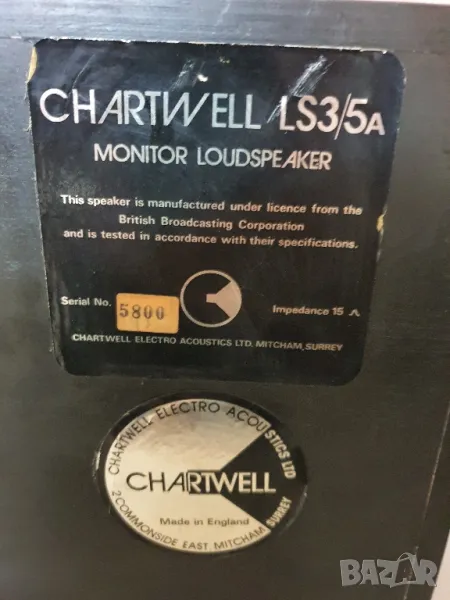 CHARTWELL LS3/5A
MONITOR LOUDSPEAKER
This speaker is manufactured under licence from the
British Broadcasting Corporation
and is tested in accordance with their specifications.
Serial No. 5800 Impedance 15 Ʌ
CHARTWELL ELECTRO ACOUSTICS LTD. MITCHAM, SURREY
CHARTWELL ELECTRO ACOUSTICS LTD
CHARTWELL
Made in England
2 COMMONSIDE EAST MITCHAM SURREY
BAZAR